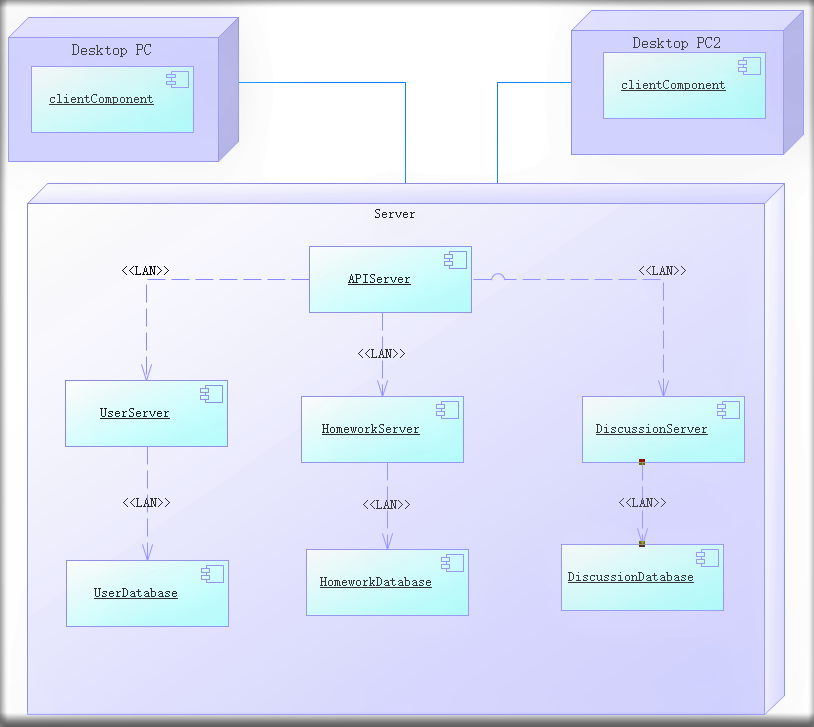 Desktop PC
clientComponent
Desktop PC2
clientComponent
Server
<<LAN>>
APIServer
<<LAN>>
<<LAN>>
UserServer
HomeworkServer
DiscussionServer
<<LAN>>
<<LAN>>
<<LAN>>
UserDatabase
HomeworkDatabase
DiscussionDatabase